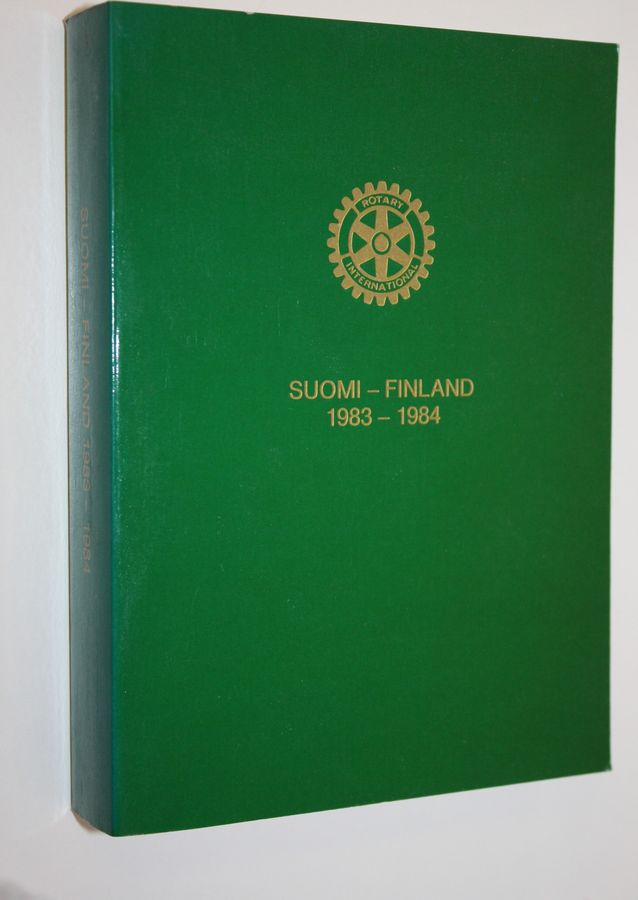 ROTARY
INTERNATIONAL
SUOMI – FINLAND
1983 – 1984
SUOMI – FINLAND 1983 – 1984